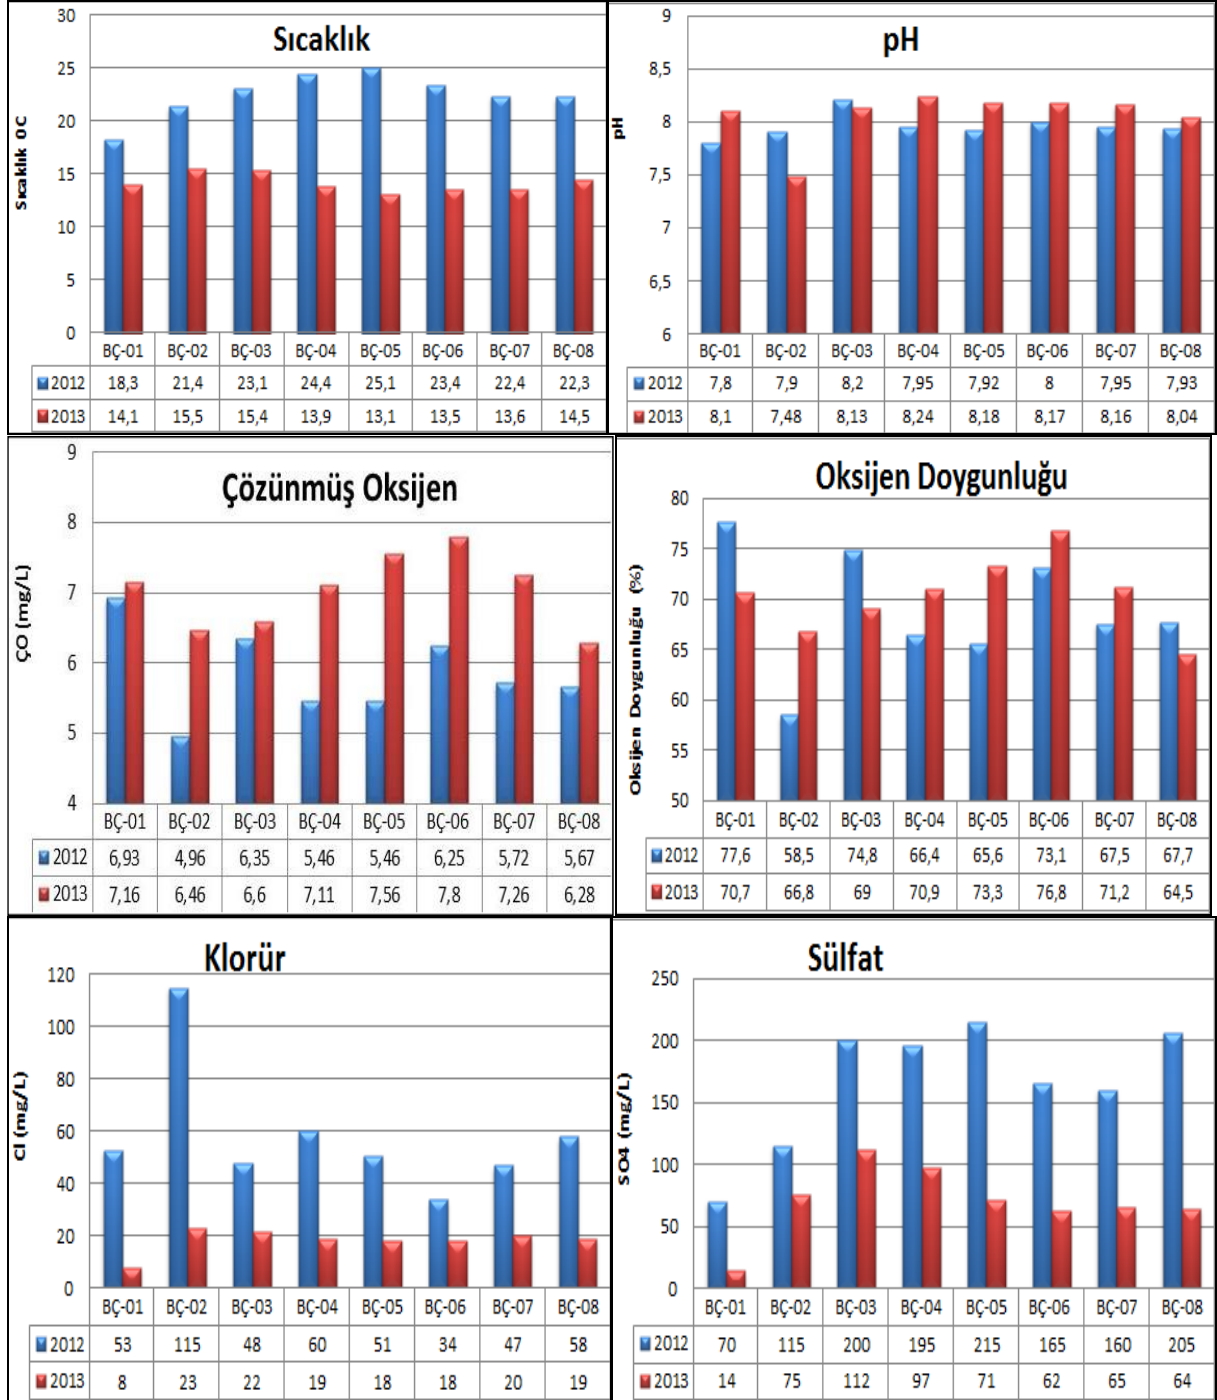 Sıcaklık
Sıcaklık 0C
30
25
20
15
10
5
0
BÇ-01 BÇ-02 BÇ-03 BÇ-04 BÇ-05 BÇ-06 BÇ-07 BÇ-08
2012 18,3 21,4 23,1 24,4 25,1 23,4 22,4 22,3
2013 14,1 15,5 15,4 13,9 13,1 13,5 13,6 14,5
pH
pH
9
8,5
8
7,5
7
6,5
6
BÇ-01 BÇ-02 BÇ-03 BÇ-04 BÇ-05 BÇ-06 BÇ-07 BÇ-08
2012 7,8 7,9 8,2 7,95 7,92 8 7,95 7,93
2013 8,1 7,48 8,13 8,24 8,18 8,17 8,16 8,04
Çözünmüş Oksijen
ÇO (mg/L)
9
8
7
6
5
4
BÇ-01 BÇ-02 BÇ-03 BÇ-04 BÇ-05 BÇ-06 BÇ-07 BÇ-08
2012 6,93 4,96 6,35 5,46 5,46 6,25 5,72 5,67
2013 7,16 6,46 6,6 7,11 7,56 7,8 7,26 6,28
Oksijen Doygunluğu
Oksijen Doygunluğu (%)
80
75
70
65
60
55
50
BÇ-01 BÇ-02 BÇ-03 BÇ-04 BÇ-05 BÇ-06 BÇ-07 BÇ-08
2012 77,6 58,5 74,8 66,4 65,6 73,1 67,5 67,7
2013 70,7 66,8 69 70,9 73,3 76,8 71,2 64,5
Klorür
Cl (mg/L)
120
100
80
60
40
20
0
BÇ-01 BÇ-02 BÇ-03 BÇ-04 BÇ-05 BÇ-06 BÇ-07 BÇ-08
2012 53 115 48 60 51 34 47 58
2013 8 23 22 19 18 18 20 19
Sülfat
SO4 (mg/L)
250
200
150
100
50
0
BÇ-01 BÇ-02 BÇ-03 BÇ-04 BÇ-05 BÇ-06 BÇ-07 BÇ-08
2012 70 115 200 195 215 165 160 205
2013 14 75 112 97 71 62 65 64